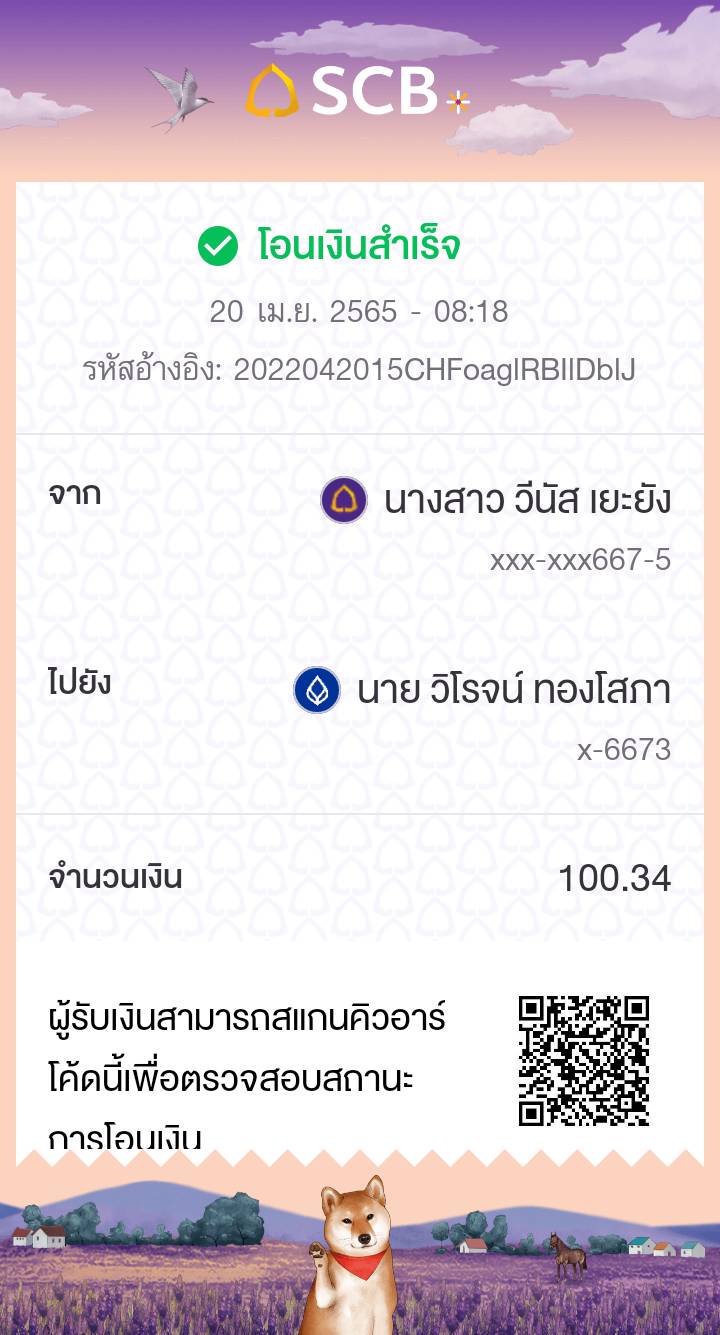 SCB
โอนเงินสำเร็จ
20 เม.ย. 2565 - 08:18
รหัสอ้างอิง: 2022042015CHFoaglRBIlDblJ
จาก
นางสาว วีนัส เยะยัง
xxx-xxx667-5
ไปยัง
นาย วิโรจน์ ทองโสภา
x-6673
จำนวนเงิน
100.34
ผู้รับเงินสามารถสแกนคิวอาร์
โค้ดนี้เพื่อตรวจสอบสถานะ
การโอนเงิน